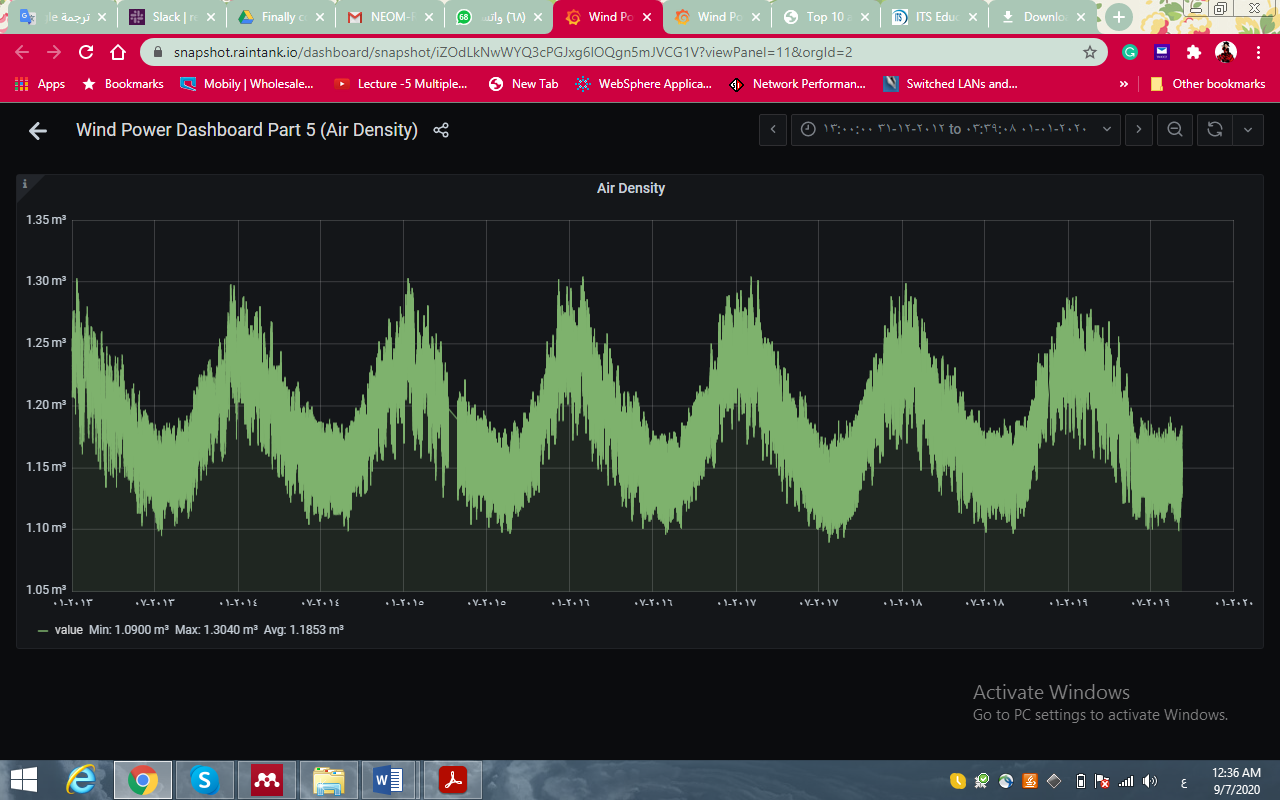 ترجمة gle
Slack | n
Finally c
NEOM-F
(٦٨) واتس
Wind Po
Wind Po
Top 10 a
ITS Educ
Downloa
snapshot.raintank.io/dashboard/snapshot/iZOdLkNwWYQ3cPGJxg6lOQgn5mJVCG1V?viewPanel=11&orgId=2
Apps
Bookmarks
Mobily | Wholesale...
Lecture -5 Multiple...
New Tab
WebSphere Applica...
Network Performan...
Switched LANs and...
»
Other bookmarks
Wind Power Dashboard Part 5 (Air Density)
١٣:٠٠:٠٠ ٣١-١٢-٢٠١٢ to ٠٣:٣٩:٠٨ ٠١-٠١-٢٠٢٠
Air Density
1.35 m³
1.30 m³
1.25 m³
1.20 m³
1.15 m³
1.10 m³
1.05 m³
٠١-٢٠١٣ ٠٧-٢٠١٣ ٠١-٢٠١٤ ٠٧-٢٠١٤ ٠١-٢٠١٥ ٠٧-٢٠١٥ ٠١-٢٠١٦ ٠٧-٢٠١٦ ٠١-٢٠١٧ ٠٧-٢٠١٧ ٠١-٢٠١٨ ٠٧-٢٠١٨ ٠١-٢٠١٩ ٠٧-٢٠١٩ ٠١-٢٠٢٠
value Min: 1.0900 m³ Max: 1.3040 m³ Avg: 1.1853 m³
Activate Windows
Go to PC settings to activate Windows.
ع
12:36 AM
9/7/2020